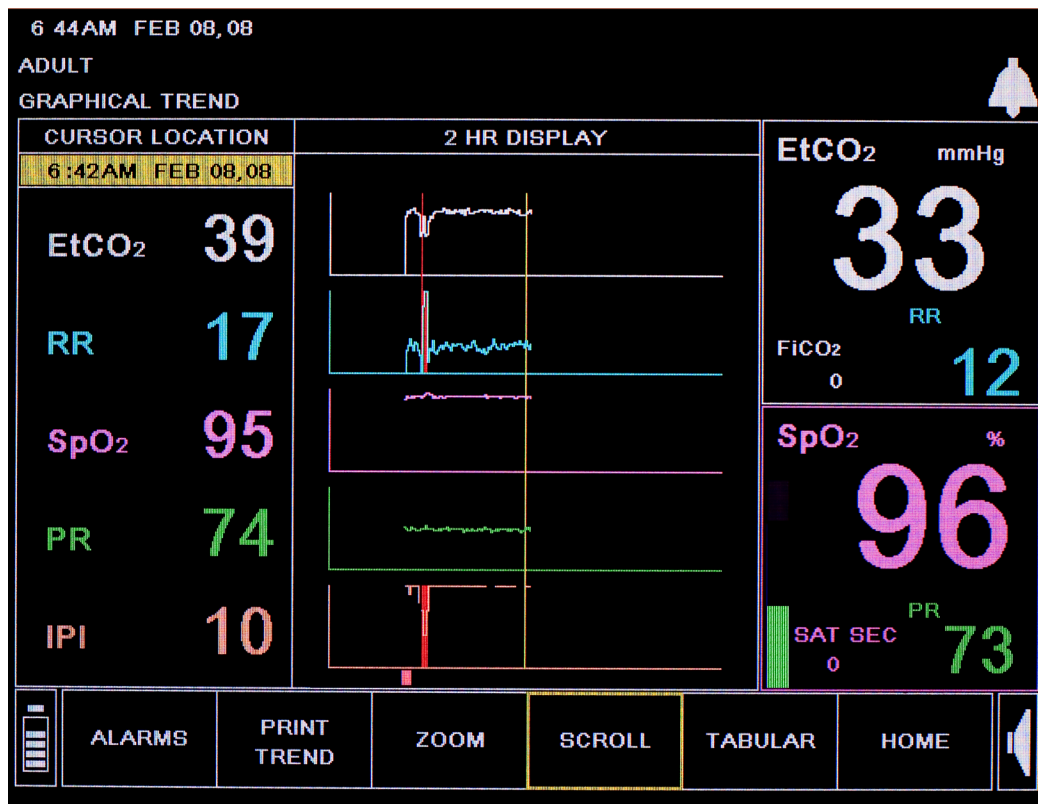 6 44AM FEB 08,08
ADULT
GRAPHICAL TREND
CURSOR LOCATION
2 HR DISPLAY
6:42AM FEB 08,08
EtCO2 39
RR 17
SpO2 95
PR 74
IPI 10
EtCO2 mmHg
33
RR
FiCO2
0
12
SpO2 %
96
PR
SAT SEC
0
73
ALARMS
PRINT
TREND
ZOOM
SCROLL
TABULAR
HOME